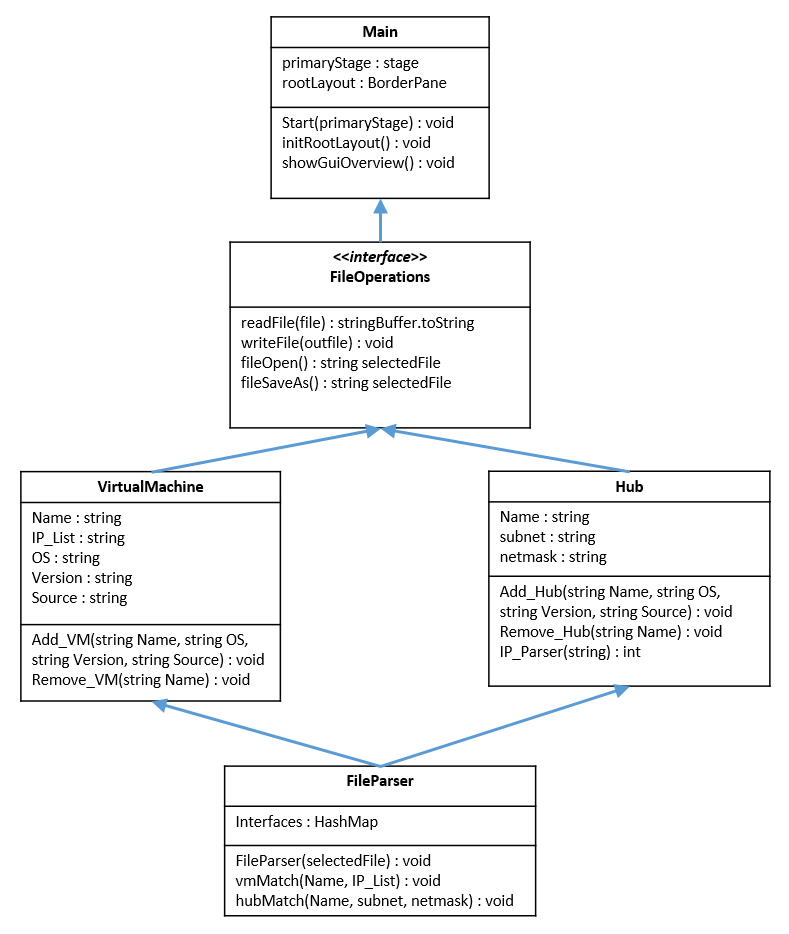 Main
primaryStage : stage
rootLayout : BorderPane
Start(primaryStage) : void
initRootLayout() : void
showGuiOverview() : void
<<interface>>
FileOperations
readFile(file) : stringBuffer.toString
writeFile(outfile) : void
fileOpen() : string selectedFile
fileSaveAs() : string selectedFile
VirtualMachine
Name : string
IP_List : string
OS : string
Version : string
Source : string
Add_VM(string Name, string OS,
string Version, string Source) : void
Remove_VM(string Name) : void
Hub
Name : string
subnet : string
netmask : string
Add_Hub(string Name, string OS,
string Version, string Source) : void
Remove_Hub(string Name) : void
IP_Parser(string) : int
FileParser
Interfaces : HashMap
FileParser(selectedFile) : void
vmMatch(Name, IP_List) : void
hubMatch(Name, subnet, netmask) : void